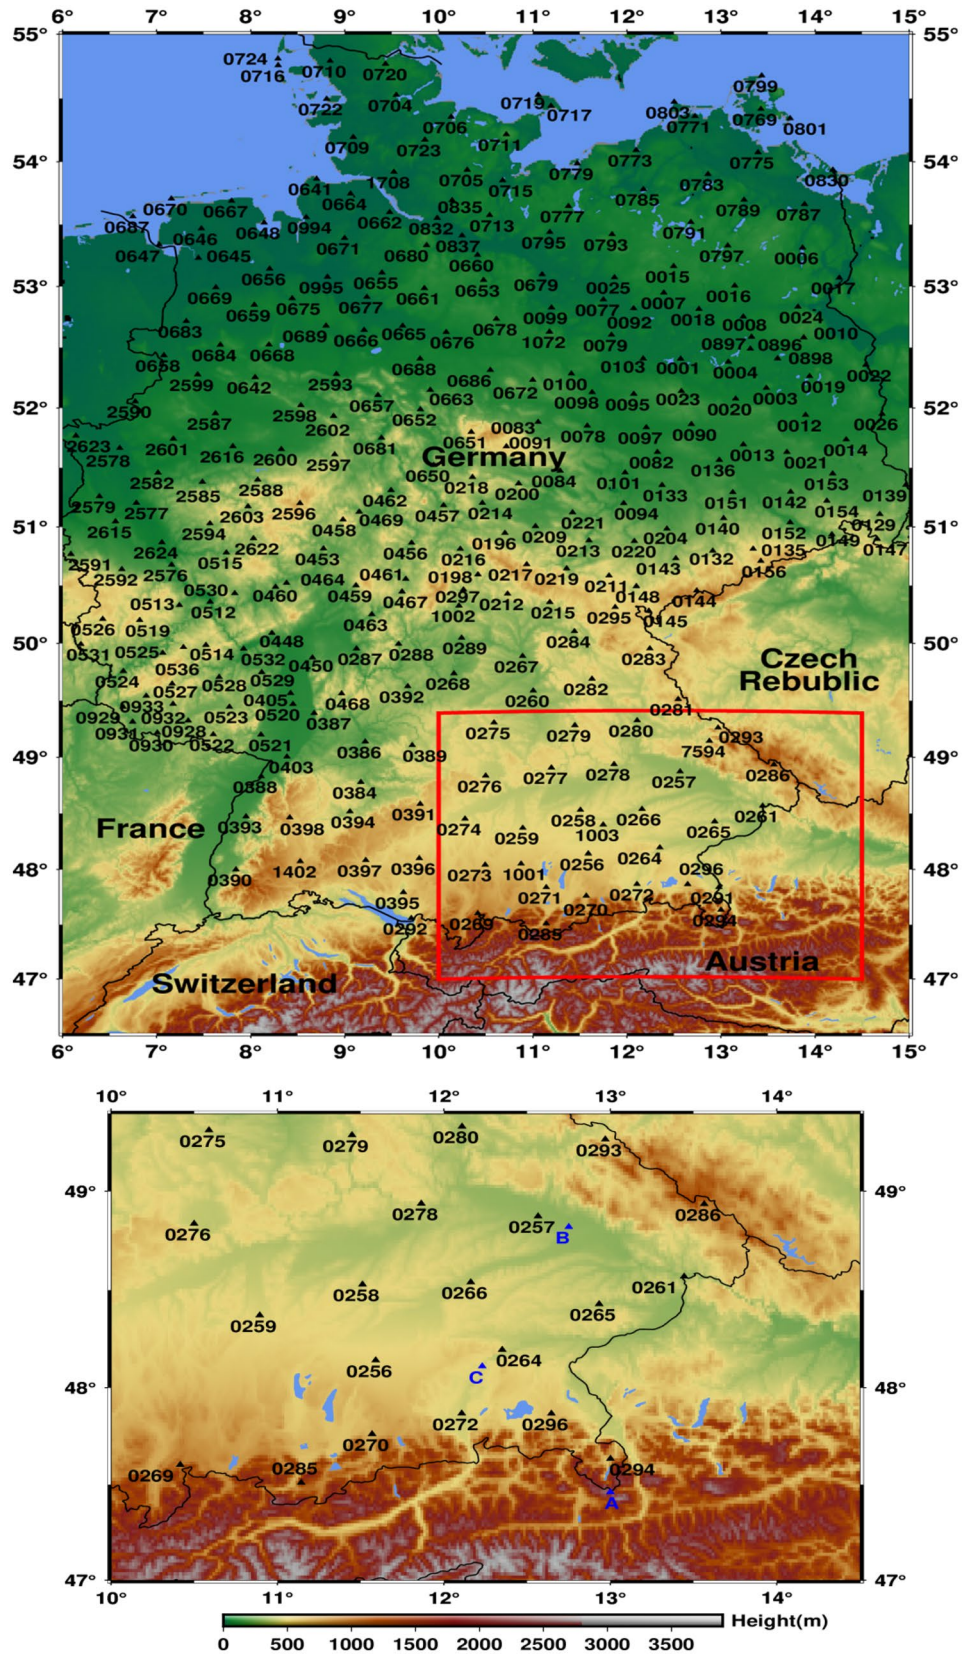 6° 7° 8° 9° 10° 11° 12° 13° 14° 15°
55° 55°
0724 0710 0720
0716
0799
0722 0704 0719 0717 0803 0769
0706 0771 0801
0709 0723 0711
54° 0773 0775 54°
1708 0705 0779 0783 0830
0641 0715
0664 0835 0777 0785 0789 0787
0670 0667 0662 0832 0713
0687 0646 0648 0994 0791
0671 0837 0795 0793
0647 0645 0680 0660 0797 0006
0656 0655 0653 0679 0015
53° 0995 0025 0017 53°
0669 0675 0677 0661 0077 0007 0016
0659 0099 0092 0018 0008 0024
0683 0689 0666 0665 0676 0678 1072 0079 0897 0896 0010
0684 0668 0898
0658 0688 0103 0001 0004 0022
2599 0642 2593 0686 0672 0100 0019
0657 0663 0098 0095 0023 0020 0003
52° 2590 2598 0652 52°
2587 2602 0083 0012 0026
2623 2601 0681 0651 0091 0078 0097 0090
2578 2616 2600 2597 Germany 0082 0013 0021 0014
2582 0650 0218 0084 0101 0136 0153
2585 2588 0462 0200 0133
2579 2577 2603 2596 0469 0457 0214 0094 0151 0142 0154 0139
51° 2615 2594 0458 0221 0140 0129 51°
0209 0204 0152 0149
2624 2622 0453 0456 0196 0213 0220 0135 0147
2591 0515 0216 0132
2592 2576 0464 0461 0198 0217 0219 0143 0156
0530 0460 0459 0467 0297 0212 0211 0148 0144
0513 0512 1002 0215 0295 0145
0526 0519 0463
50° 0448 0284 50°
0531 0525 0514 0532 0450 0287 0288 0289 0267 0283 Czech
0536 Rebublic
0524 0527 0528 0529 0392 0268 0282
0933 0405 0468 0260 0281
0929 0932 0523 0520 0387
0931 0928 0275 0279 0280 0293
49° 0930 0522 0521 0386 0389 7594 49°
0403 0277 0278 0257 0286
0388 0384 0276
0391 0258 0266 0261
France 0393 0398 0394 0274 0259 1003 0265
48° 0256 0264 48°
0390 1402 0397 0396 0273 1001 0296
0395 0271 0272 0291
0292 0269 0270 0294
0285
Austria
47° Switzerland 47°
6° 7° 8° 9° 10° 11° 12° 13° 14° 15°
10° 11° 12° 13° 14°
0275 0279 0280 0293
49° 49°
0276 0278 0257 B 0286
0258 0266 0261
0259 0265
48° 0256 C 0264 48°
0272 0296
0270
0269 0285 0294
A
47° 47°
10° 11° 12° 13° 14°
Height(m)
0 500 1000 1500 2000 2500 3000 3500